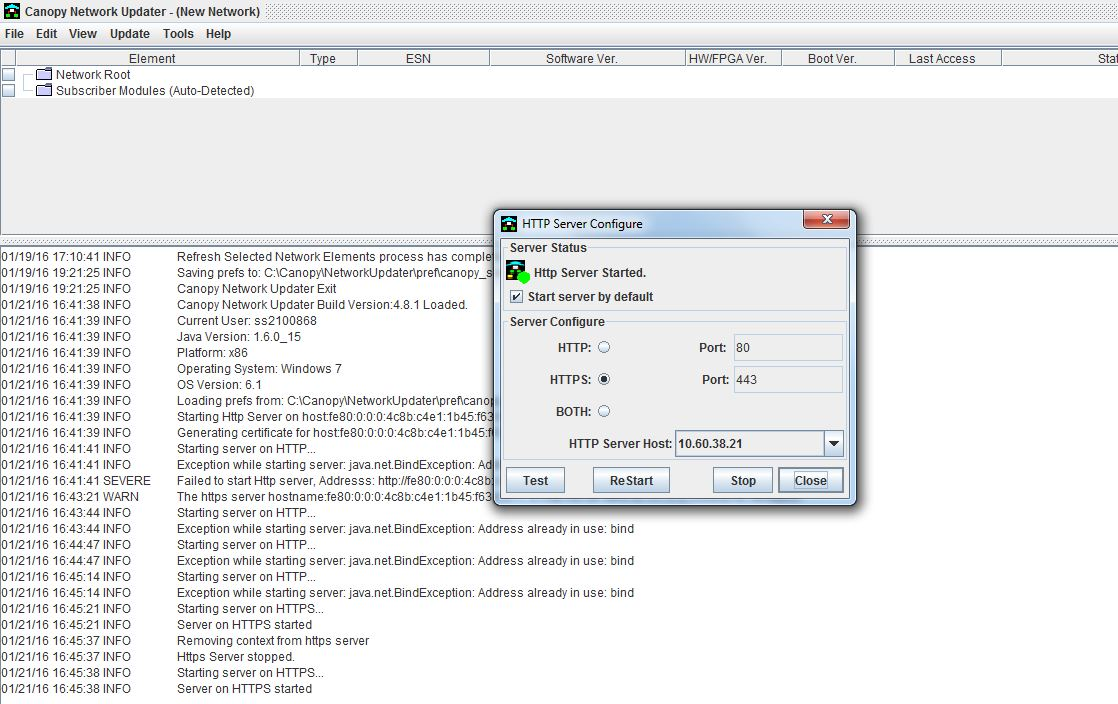 Canopy Network Updater - (New Network)
File Edit View Update Tools Help
Element Type ESN Software Ver. HW/FPGA Ver. Boot Ver. Last Access Stat
Network Root
Subscriber Modules (Auto-Detected)
01/19/16 17:10:41 INFO Refresh Selected Network Elements process has complet
01/19/16 19:21:25 INFO Saving prefs to: C:\Canopy\NetworkUpdater\pref\canopy_s
01/19/16 19:21:25 INFO Canopy Network Updater Exit
01/21/16 16:41:38 INFO Canopy Network Updater Build Version:4.8.1 Loaded.
01/21/16 16:41:39 INFO Current User: ss2100868
01/21/16 16:41:39 INFO Java Version: 1.6.0_15
01/21/16 16:41:39 INFO Platform: x86
01/21/16 16:41:39 INFO Operating System: Windows 7
01/21/16 16:41:39 INFO OS Version: 6.1
01/21/16 16:41:39 INFO Loading prefs from: C:\Canopy\NetworkUpdater\pref\canop
01/21/16 16:41:39 INFO Starting Http Server on host:fe80:0:0:0:4c8b:c4e1:1b45:f63
01/21/16 16:41:39 INFO Generating certificate for host:fe80:0:0:0:4c8b:c4e1:1b45:f
01/21/16 16:41:41 INFO Starting server on HTTP...
01/21/16 16:41:41 INFO Exception while starting server: java.net.BindException: Ad
01/21/16 16:41:41 SEVERE Failed to start Http server, Addresss: http://fe80:0:0:0:4c8b:
01/21/16 16:43:21 WARN The https server hostname:fe80:0:0:0:4c8b:c4e1:1b45:f63
01/21/16 16:43:44 INFO Starting server on HTTP...
01/21/16 16:43:44 INFO Exception while starting server: java.net.BindException: Address already in use: bind
01/21/16 16:44:47 INFO Starting server on HTTP...
01/21/16 16:44:47 INFO Exception while starting server: java.net.BindException: Address already in use: bind
01/21/16 16:45:14 INFO Starting server on HTTP...
01/21/16 16:45:14 INFO Exception while starting server: java.net.BindException: Address already in use: bind
01/21/16 16:45:21 INFO Starting server on HTTPS...
01/21/16 16:45:21 INFO Server on HTTPS started
01/21/16 16:45:37 INFO Removing context from https server
01/21/16 16:45:37 INFO Https Server stopped.
01/21/16 16:45:38 INFO Starting server on HTTPS...
01/21/16 16:45:38 INFO Server on HTTPS started
HTTP Server Configure
Server Status
Http Server Started.
Start server by default
Server Configure
HTTP: Port: 80
HTTPS: Port: 443
BOTH:
HTTP Server Host: 10.60.38.21
Test ReStart Stop Close